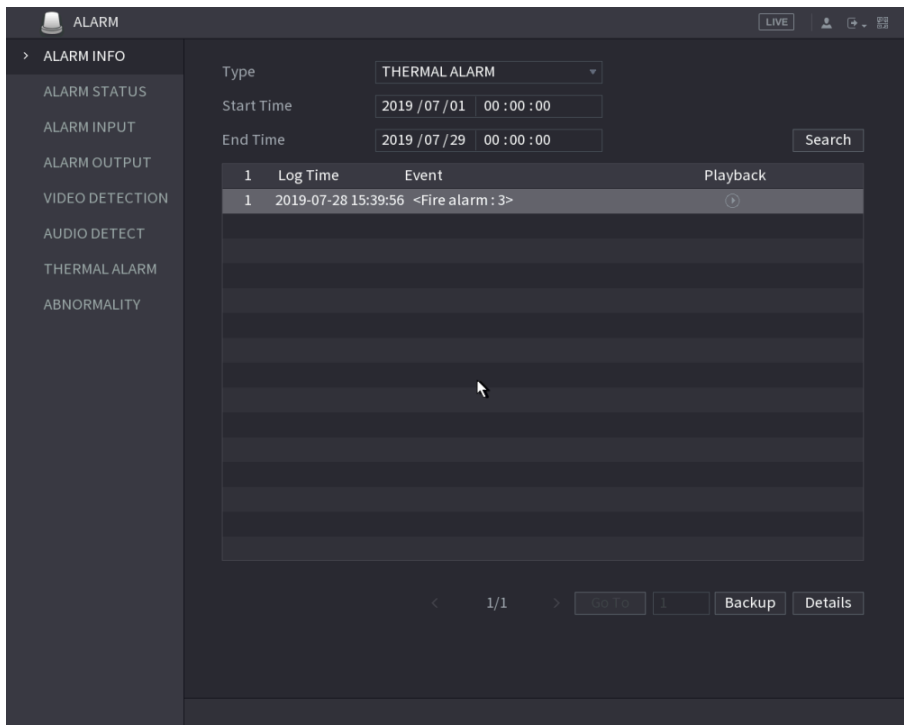 ALARM
LIVE
ALARM INFO
ALARM STATUS
ALARM INPUT
ALARM OUTPUT
VIDEO DETECTION
AUDIO DETECT
THERMAL ALARM
ABNORMALITY
Type THERMAL ALARM
Start Time 2019 /07 /01 00 : 00 : 00
End Time 2019 /07 /29 00 : 00 : 00 Search
1 Log Time Event Playback
1 2019-07-28 15:39:56 <Fire alarm : 3>
< 1/1 > Go To 1 Backup Details